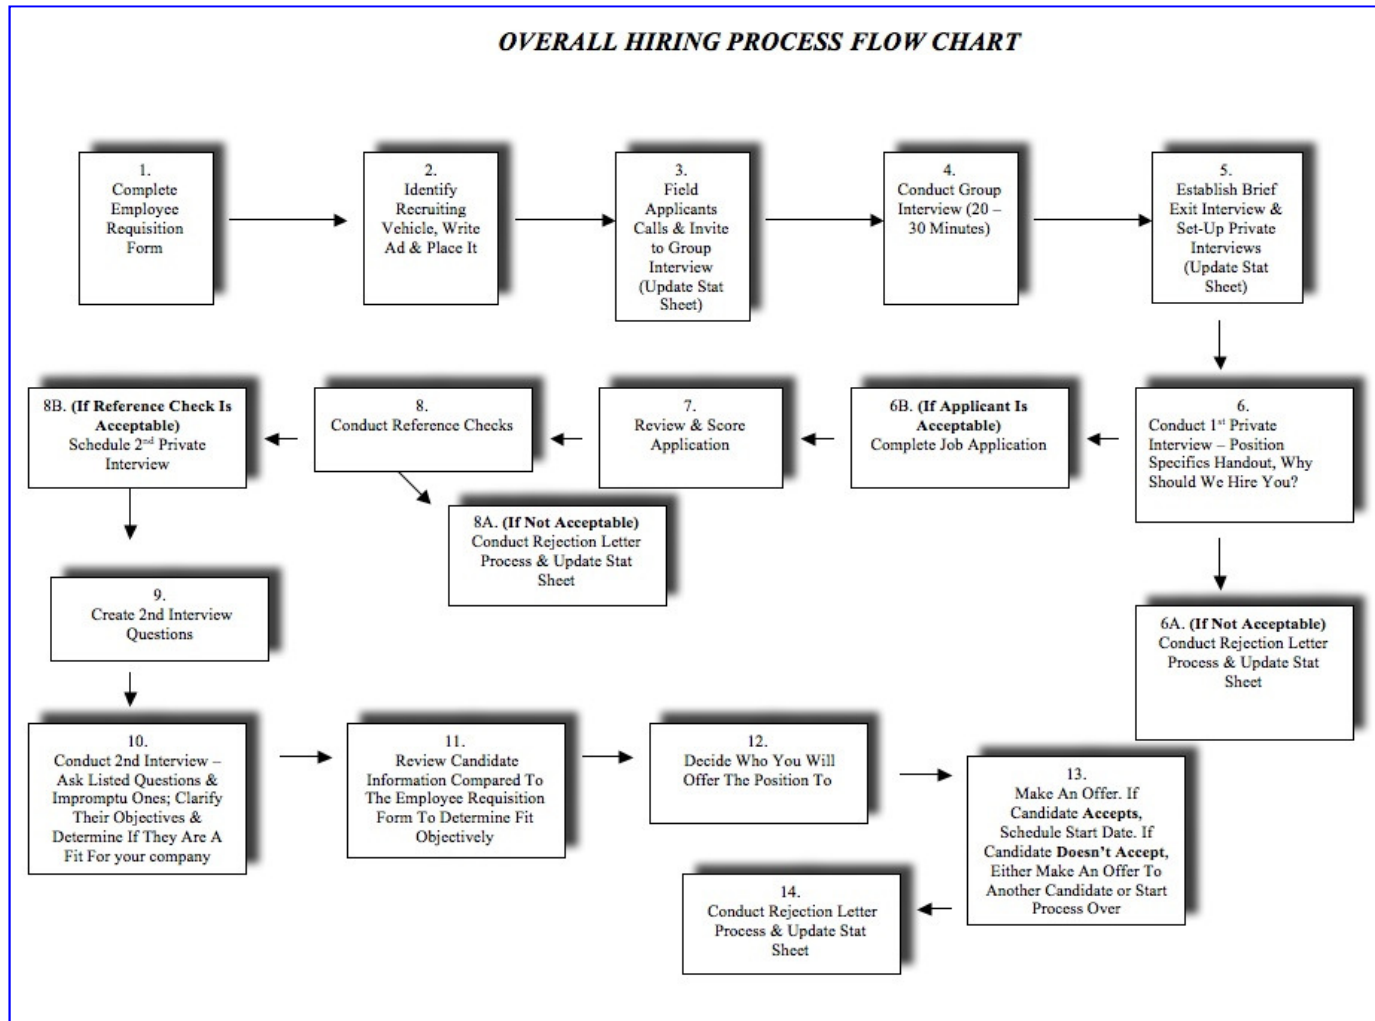 OVERALL HIRING PROCESS FLOW CHART
1.
Complete
Employee
Requisition
Form
2.
Identify
Recruiting
Vehicle, Write
Ad & Place It
3.
Field
Applicants
Calls & Invite
to Group
Interview
(Update Stat
Sheet)
4.
Conduct Group
Interview (20 –
30 Minutes)
5.
Establish Brief
Exit Interview &
Set-Up Private
Interviews
(Update Stat
Sheet)
6.
Conduct 1st Private
Interview – Position
Specifics Handout, Why
Should We Hire You?
6A. (If Not Acceptable)
Conduct Rejection Letter
Process & Update Stat
Sheet
6B. (If Applicant Is
Acceptable)
Complete Job Application
7.
Review & Score
Application
8.
Conduct Reference Checks
8A. (If Not Acceptable)
Conduct Rejection Letter
Process & Update Stat
Sheet
8B. (If Reference Check Is
Acceptable)
Schedule 2nd Private
Interview
9.
Create 2nd Interview
Questions
10.
Conduct 2nd Interview –
Ask Listed Questions &
Impromptu Ones; Clarify
Their Objectives &
Determine If They Are A
Fit For your company
11.
Review Candidate
Information Compared To
The Employee Requisition
Form To Determine Fit
Objectively
12.
Decide Who You Will
Offer The Position To
13.
Make An Offer. If
Candidate Accepts,
Schedule Start Date. If
Candidate Doesn't Accept,
Either Make An Offer To
Another Candidate or Start
Process Over
14.
Conduct Rejection Letter
Process & Update Stat
Sheet